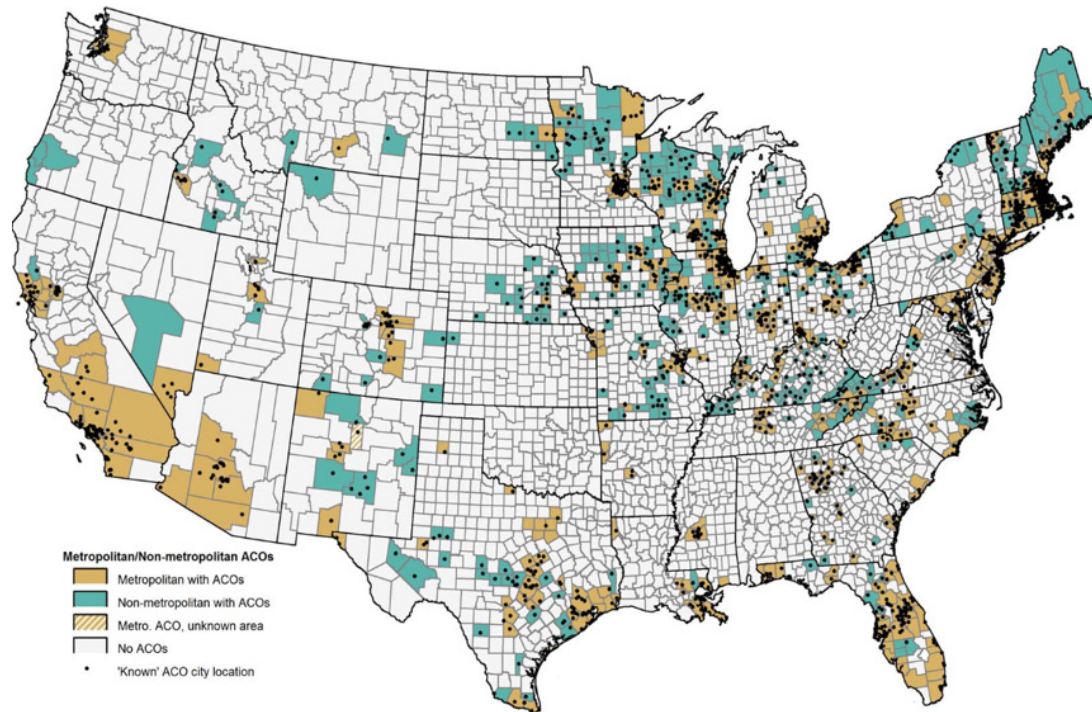 Metropolitan/Non-metropolitan ACOs
Metropolitan with ACOs
Non-metropolitan with ACOs
Metro. ACO, unknown area
No ACOs
'Known' ACO city location